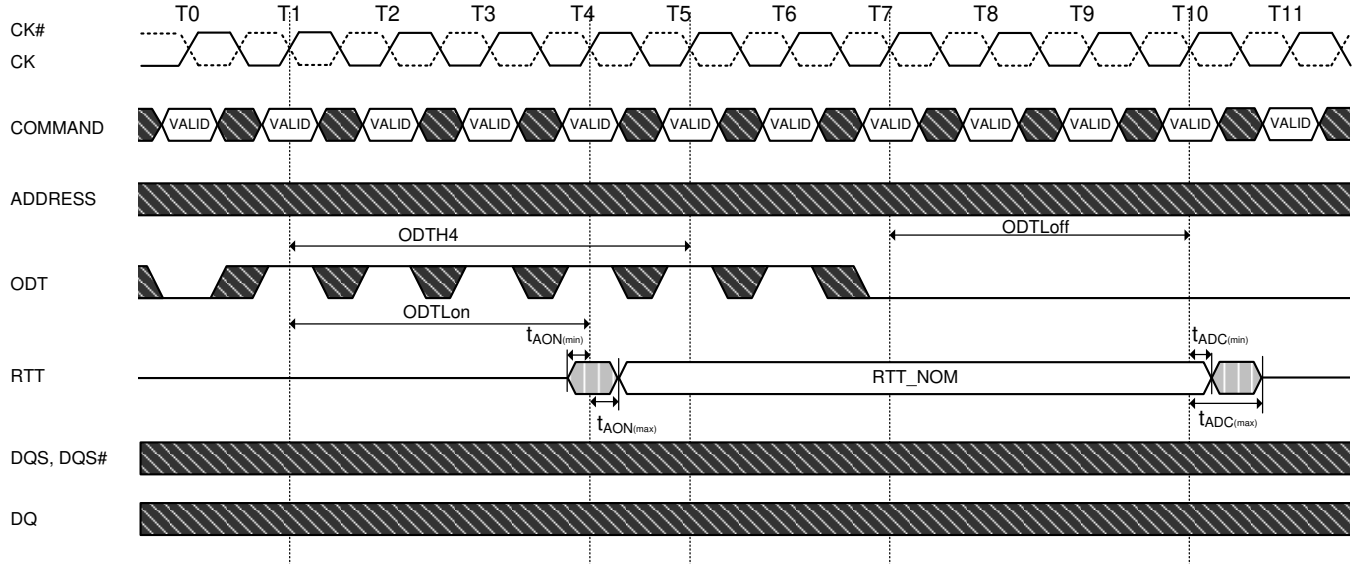 T0 T1 T2 T3 T4 T5 T6 T7 T8 T9 T10 T11
CK#
CK
COMMAND VALID VALID VALID VALID VALID VALID VALID VALID VALID VALID VALID VALID
ADDRESS
ODTH4 ODTLoff
ODT
ODTLon
tAON(min) tADC(min)
RTT RTT_NOM
tAON(max) tADC(max)
DQS, DQS#
DQ